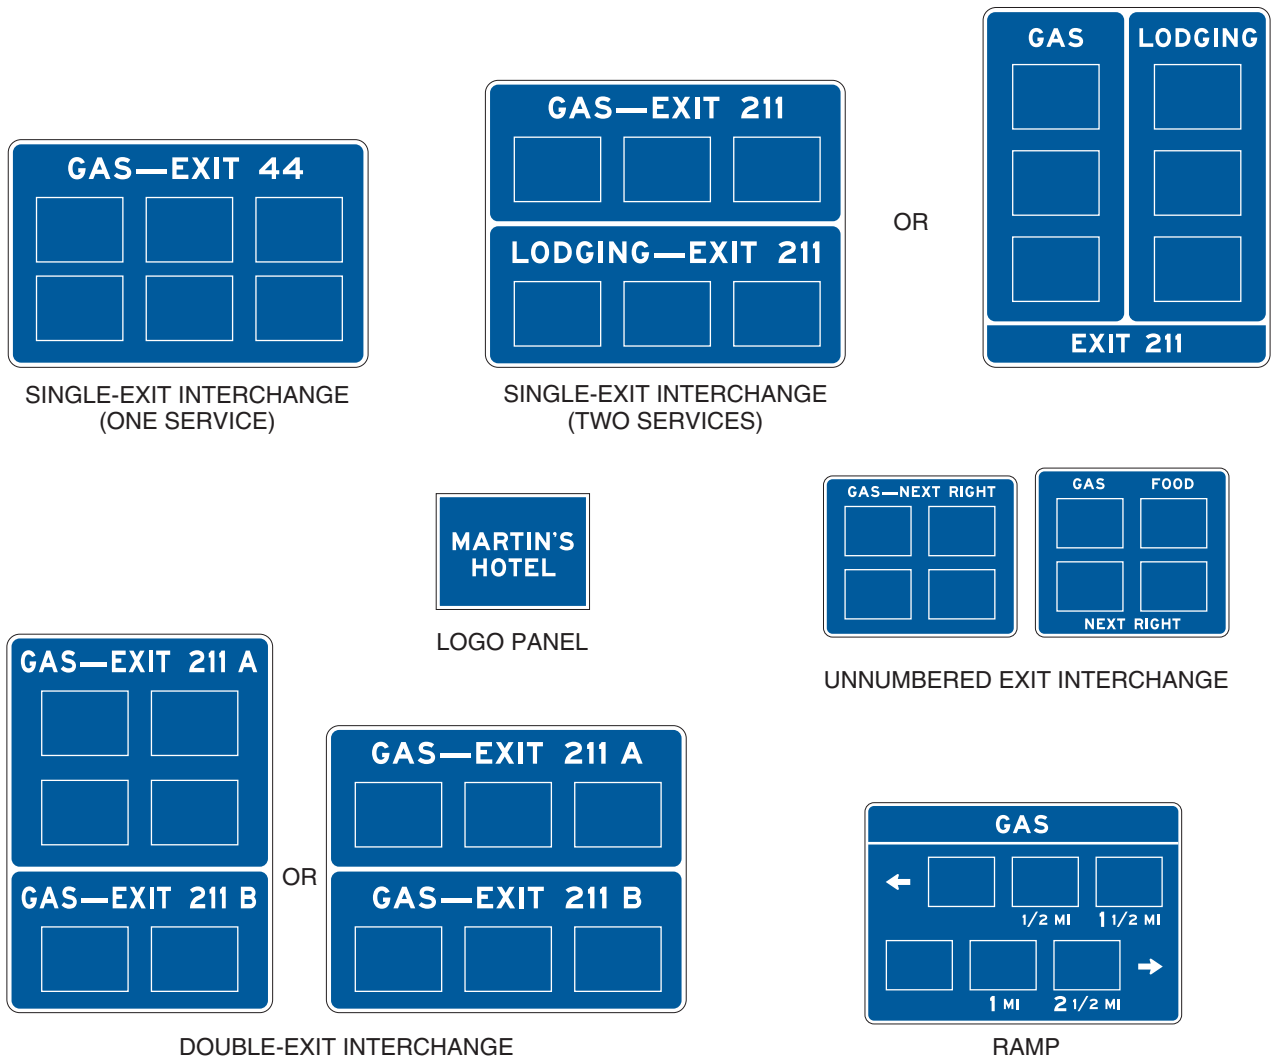 GAS—EXIT 44
SINGLE-EXIT INTERCHANGE
(ONE SERVICE)
GAS—EXIT 211
LODGING—EXIT 211
SINGLE-EXIT INTERCHANGE
(TWO SERVICES)
OR
GAS
LODGING
EXIT 211
MARTIN'S
HOTEL
LOGO PANEL
GAS—NEXT RIGHT
GAS FOOD
NEXT RIGHT
UNNUMBERED EXIT INTERCHANGE
GAS—EXIT 211 A
GAS—EXIT 211 B
OR
GAS—EXIT 211 A
GAS—EXIT 211 B
DOUBLE-EXIT INTERCHANGE
GAS
1/2 MI 1 1/2 MI
1 MI 2 1/2 MI
RAMP